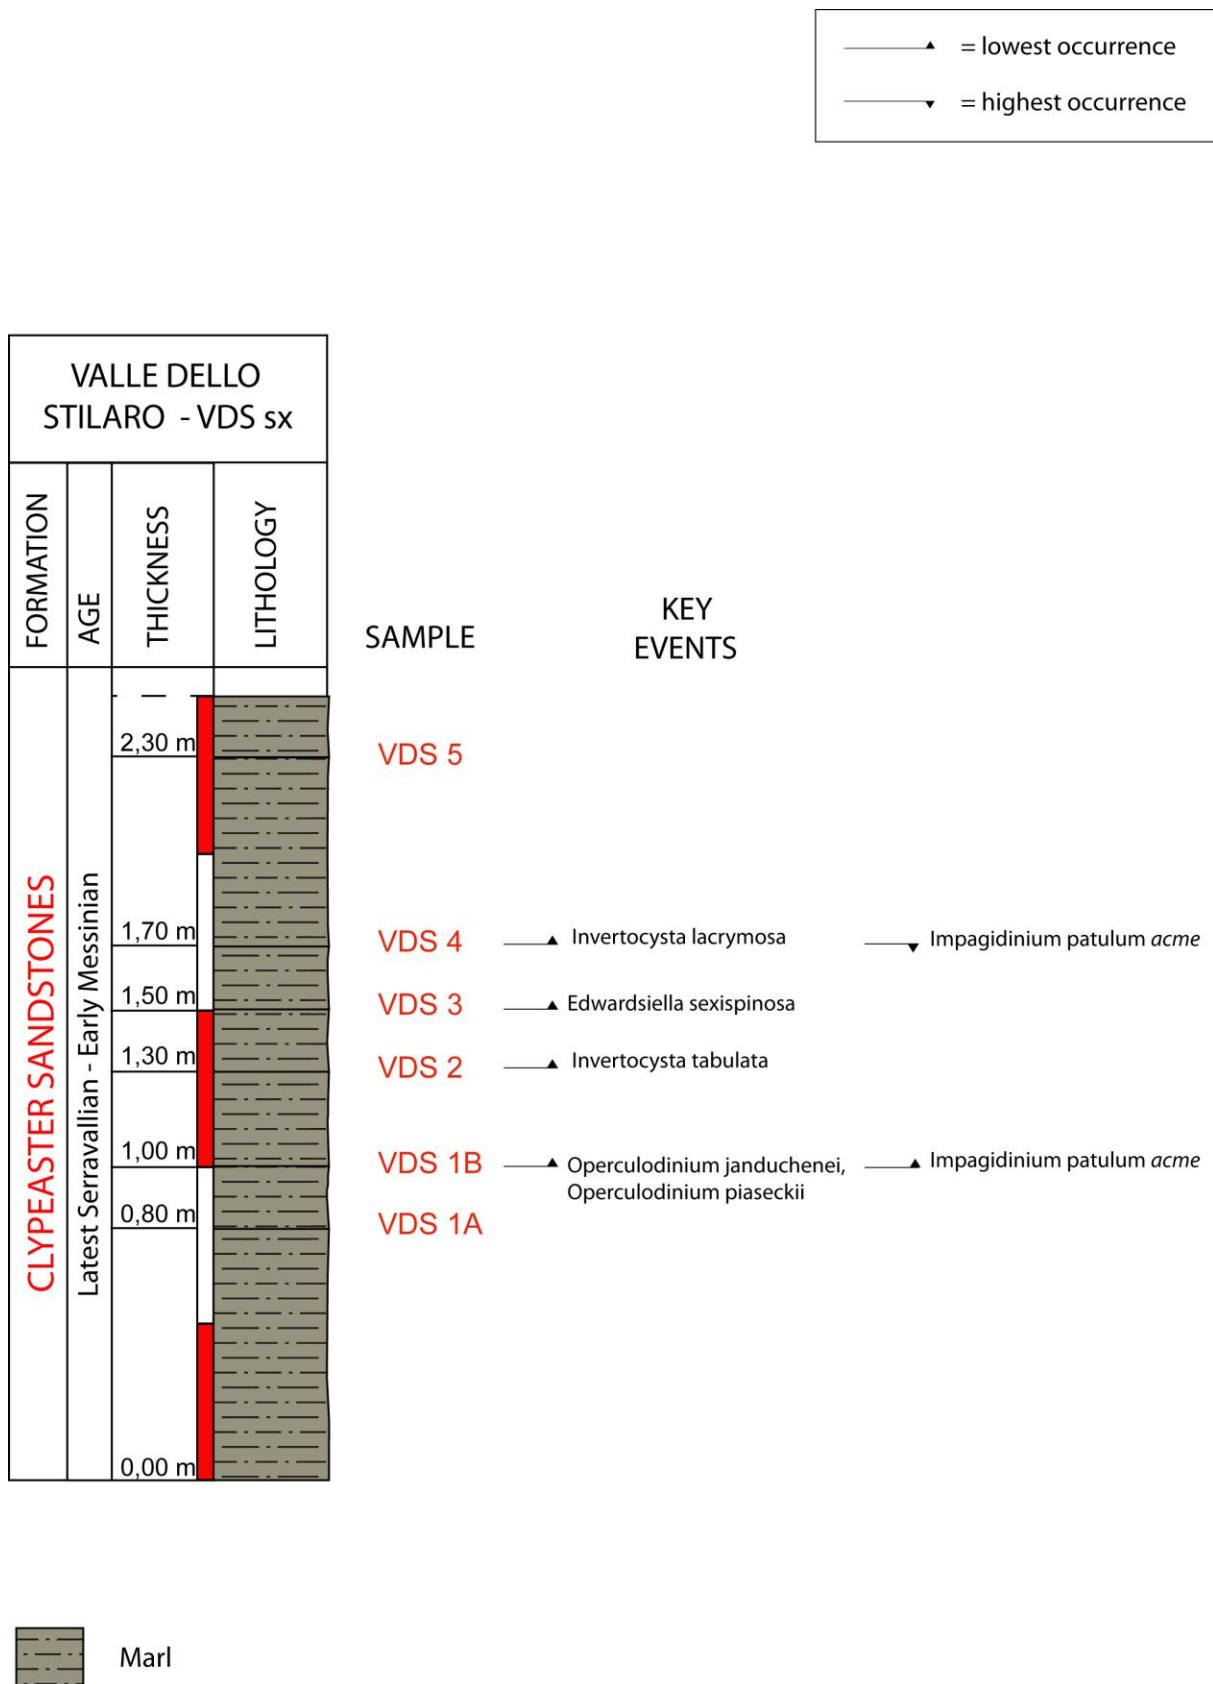 = lowest occurrence
= highest occurrence
VALLE DELLO
STILARO - VDS sx
FORMATION
AGE
THICKNESS
LITHOLOGY
SAMPLE
KEY
EVENTS
CLYPEASTER SANDSTONES
Latest Serravallian - Early Messinian
2,30 m
VDS 5
1,70 m
VDS 4
Invertocysta lacrymosa
Impagidinium patulum acme
1,50 m
VDS 3
Edwardsiella sexispinosa
1,30 m
VDS 2
Invertocysta tabulata
1,00 m
VDS 1B
Operculodinium janduchenei,
Operculodinium piaseckii
Impagidinium patulum acme
0,80 m
VDS 1A
0,00 m
Marl